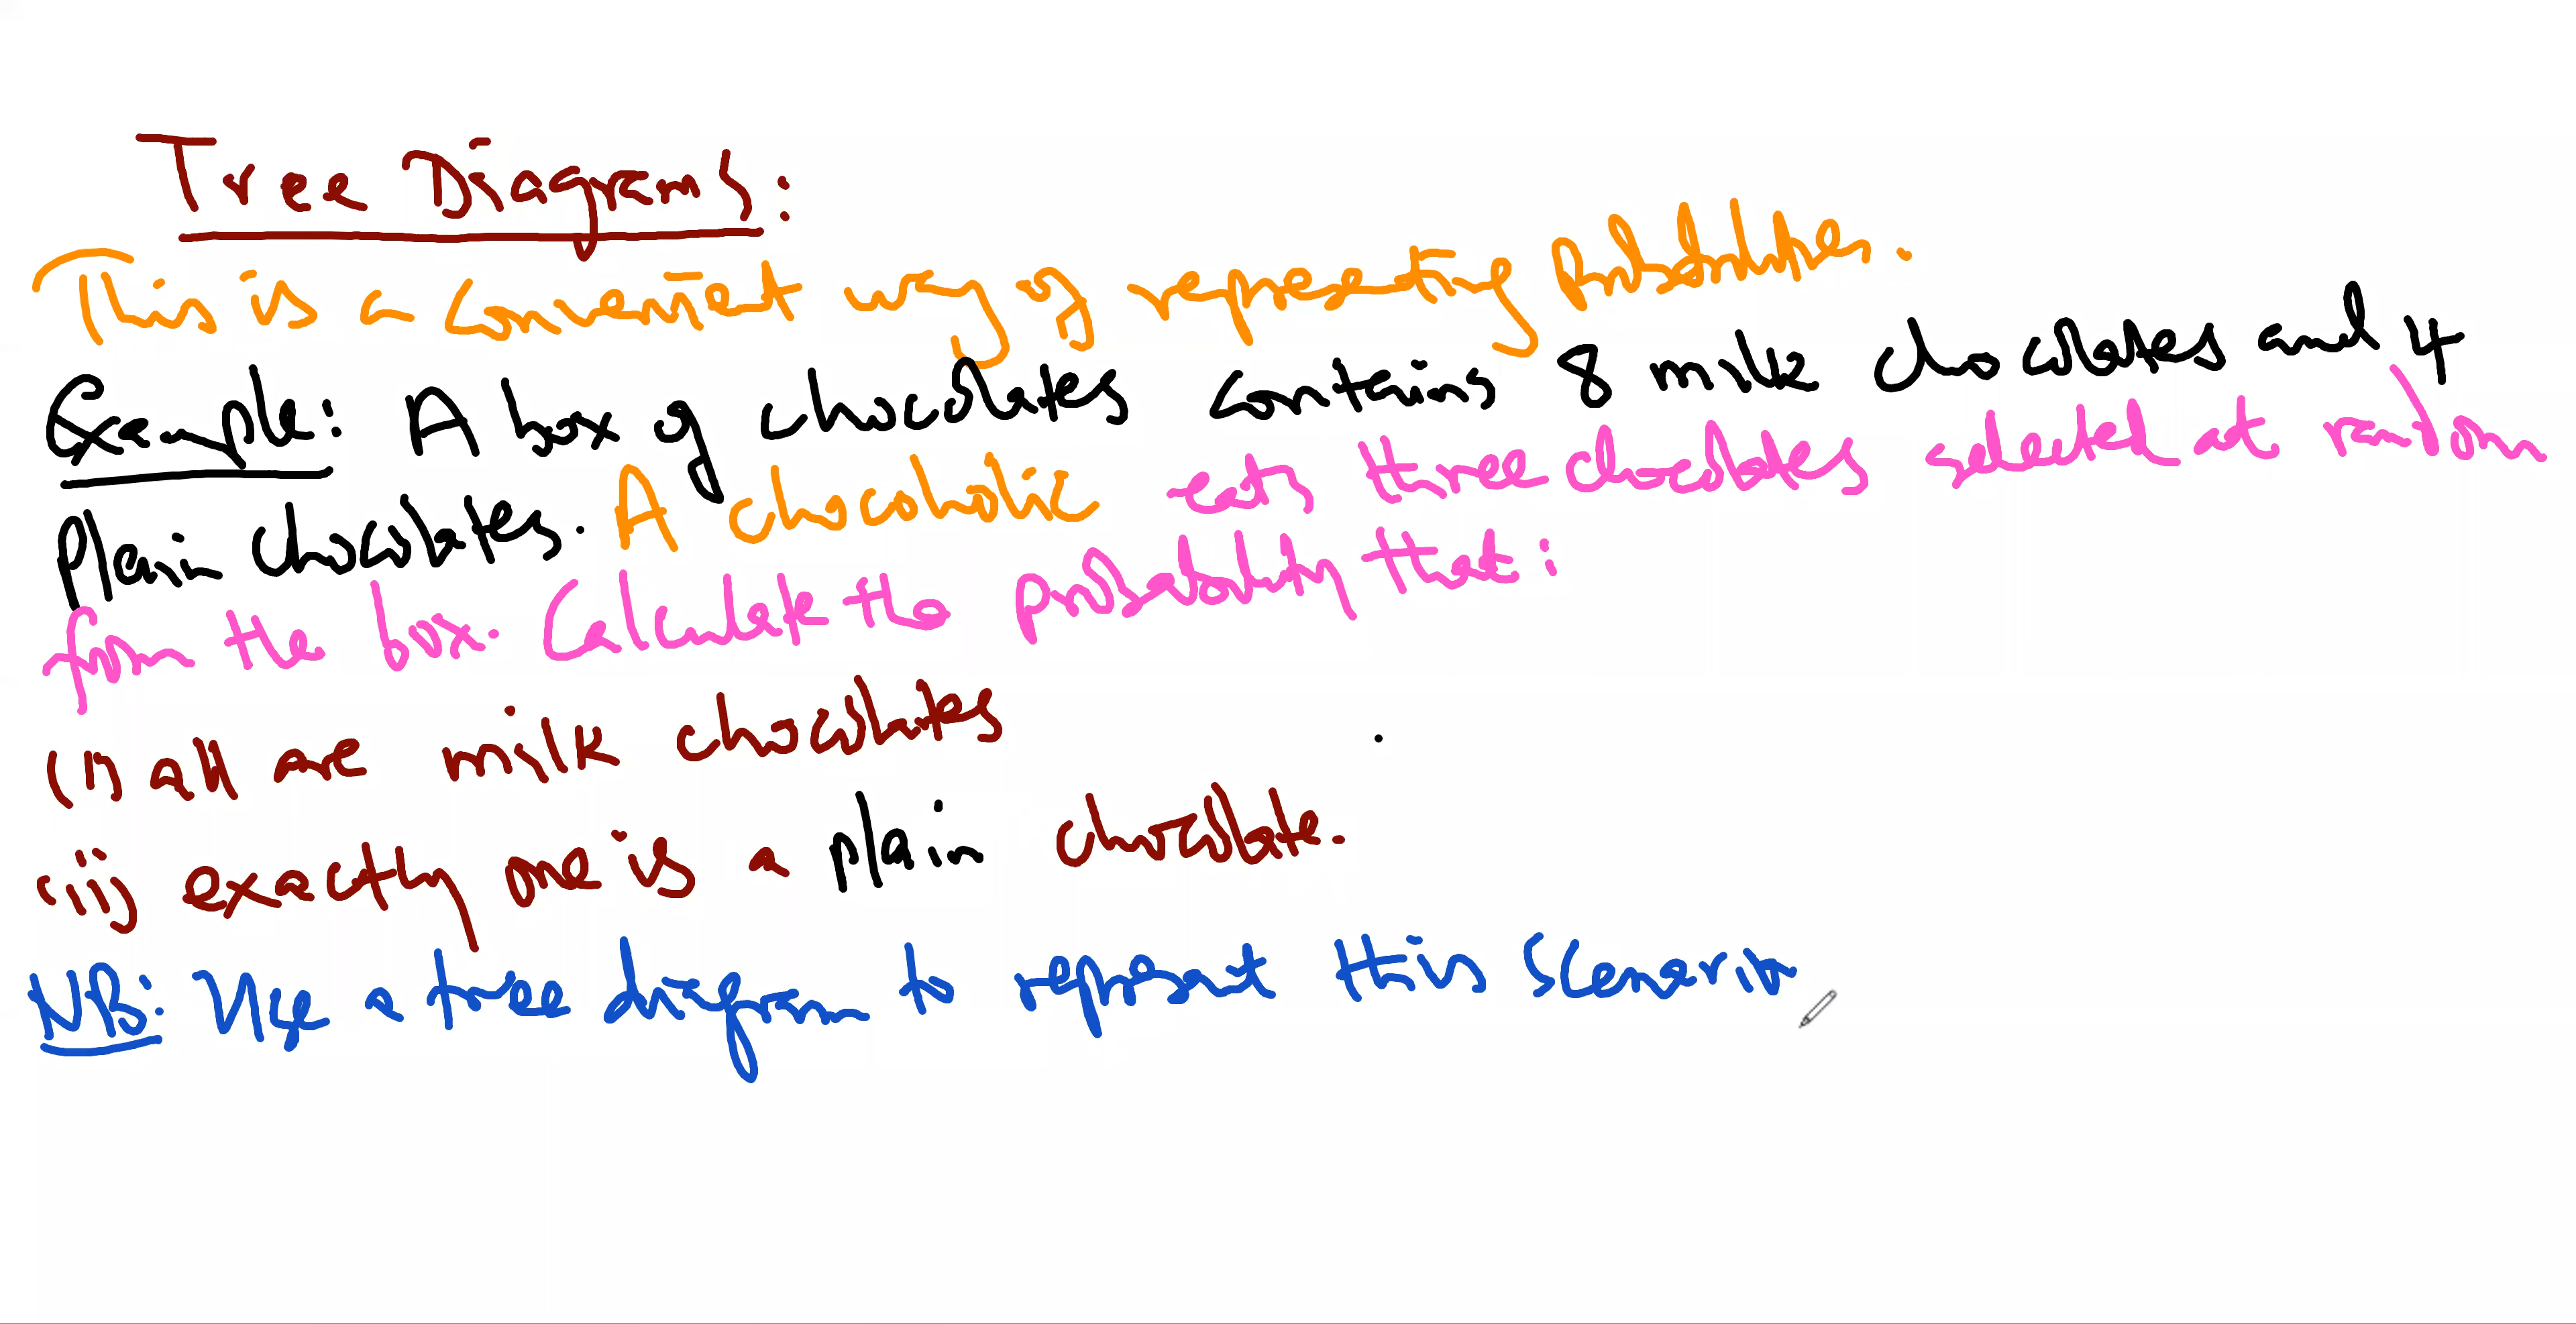 Tree Diagrams:
This is a convenient way of representing probabilities.
Example: A box of chocolates contains 8 milk chocolates and 4
plain chocolates. A chocoholic eats three chocolates selected at random
from the box. Calculate the probability that:
(i) all are milk chocolates
(ii) exactly one is a plain chocolate.
NB: Use a tree diagram to represent this scenario